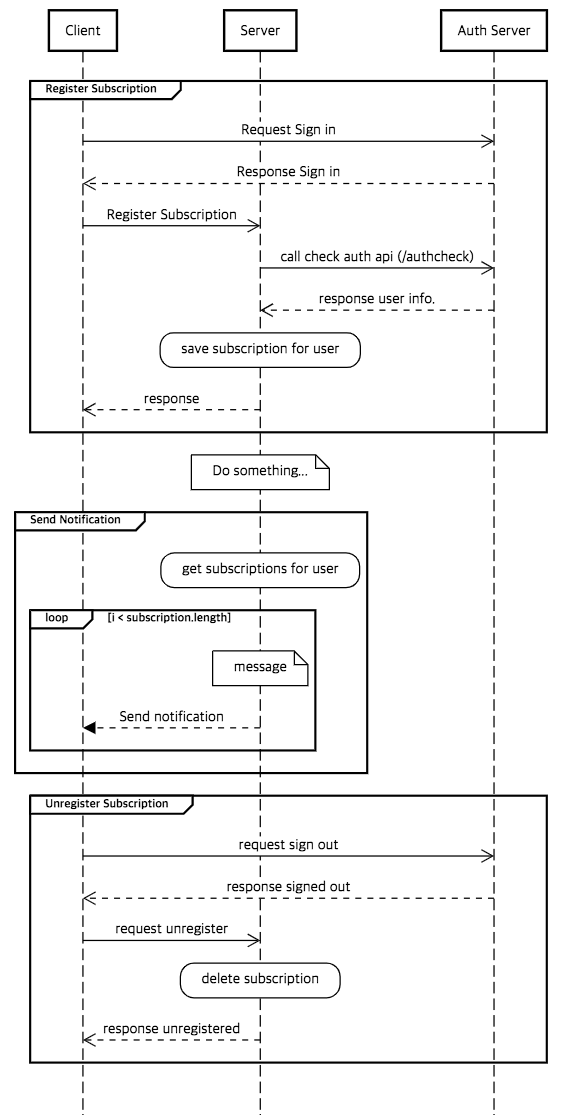 Client
Server
Auth Server
Register Subscription
Request Sign in
Response Sign in
Register Subscription
call check auth api (/authcheck)
response user info.
save subscription for user
response
Do something...
Send Notification
get subscriptions for user
loop
[i < subscription.length]
message
Send notification
Unregister Subscription
request sign out
response signed out
request unregister
delete subscription
response unregistered